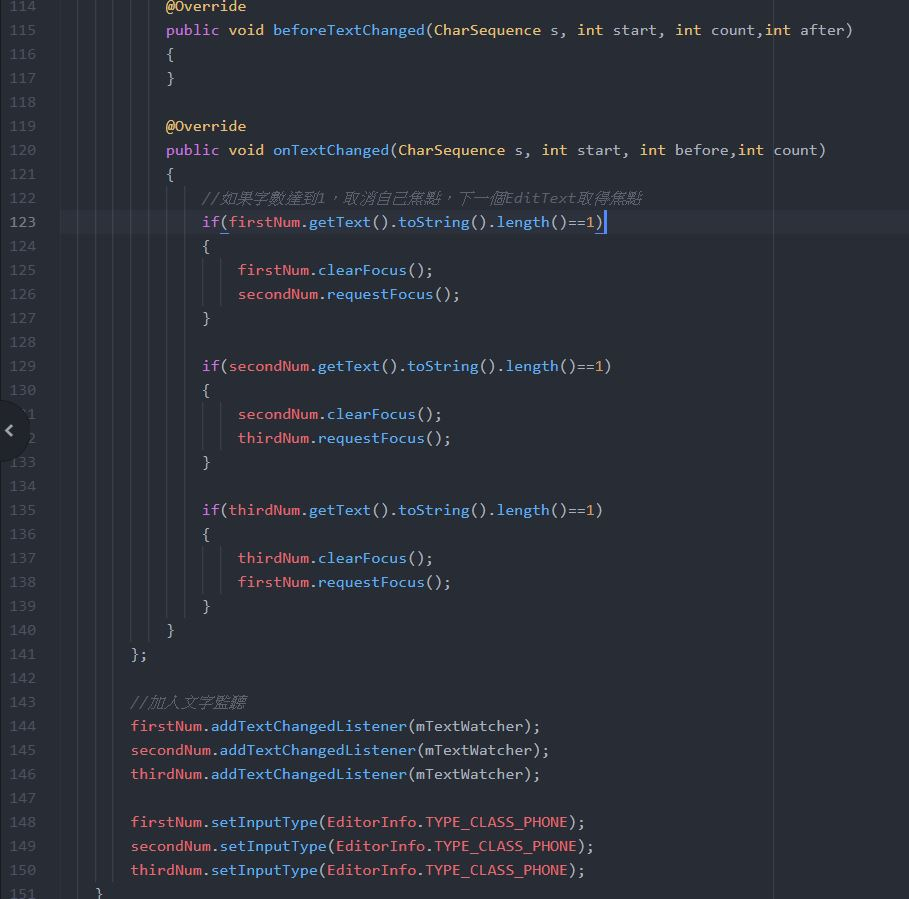 114 @Override
115 public void beforeTextChanged(CharSequence s, int start, int count,int after)
116 {
117 }
118
119 @Override
120 public void onTextChanged(CharSequence s, int start, int before,int count)
121 {
122 //如果字數達到1，取消自己焦點，下一個EditText取得焦點
123 if(firstNum.getText().toString().length()==1)
124 {
125 firstNum.clearFocus();
126 secondNum.requestFocus();
127 }
128
129 if(secondNum.getText().toString().length()==1)
130 {
1 secondNum.clearFocus();
2 thirdNum.requestFocus();
133 }
134
135 if(thirdNum.getText().toString().length()==1)
136 {
137 thirdNum.clearFocus();
138 firstNum.requestFocus();
139 }
140 }
141 };
142
143 //加入文字監聽
144 firstNum.addTextChangedListener(mTextWatcher);
145 secondNum.addTextChangedListener(mTextWatcher);
146 thirdNum.addTextChangedListener(mTextWatcher);
147
148 firstNum.setInputType(EditorInfo.TYPE_CLASS_PHONE);
149 secondNum.setInputType(EditorInfo.TYPE_CLASS_PHONE);
150 thirdNum.setInputType(EditorInfo.TYPE_CLASS_PHONE);
151 }